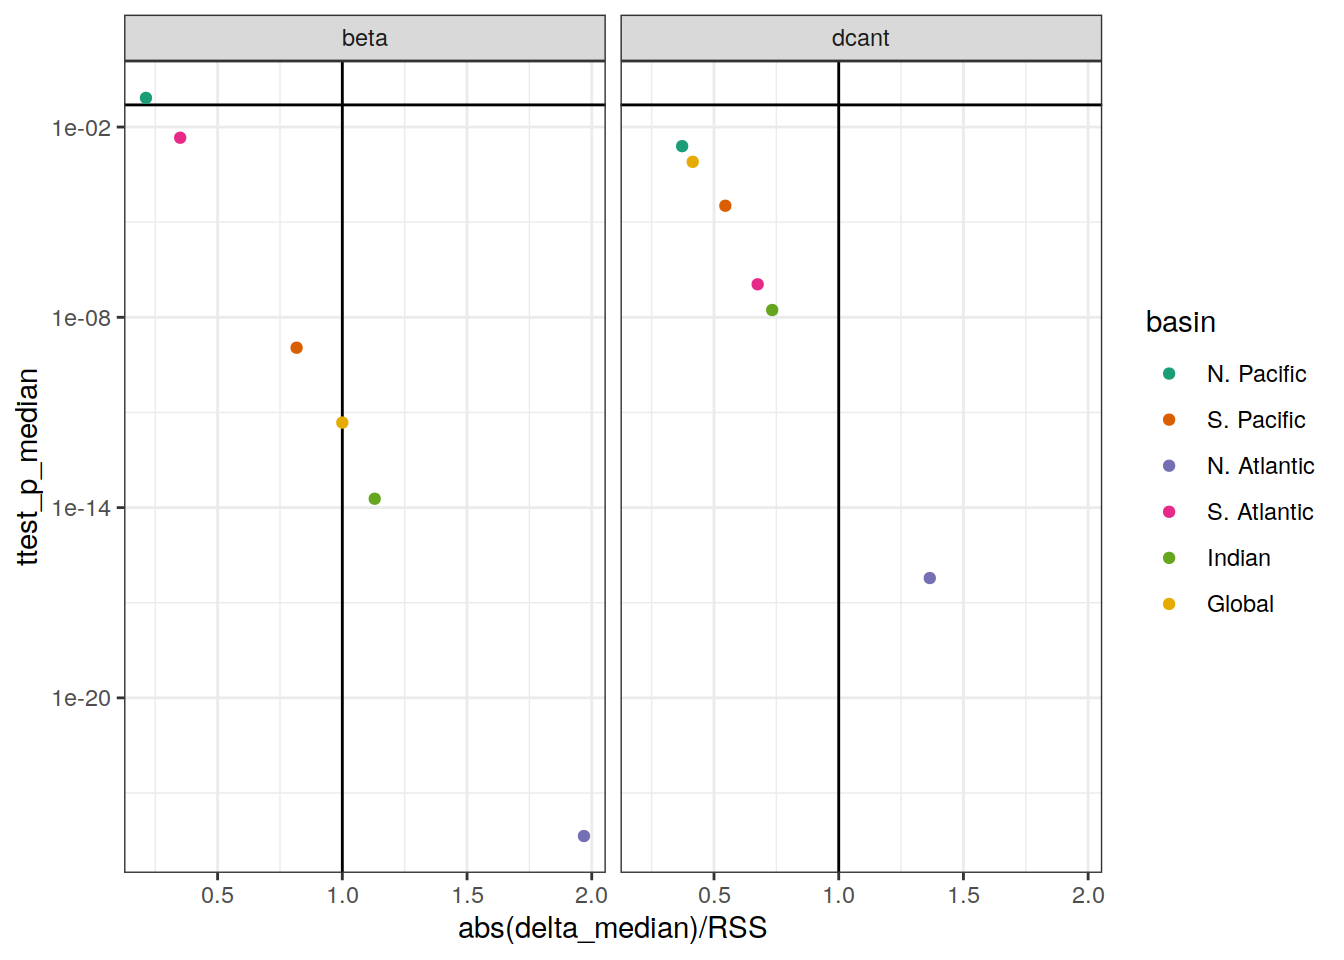 beta
dcant
1e-02
1e-08
1e-14
1e-20
ttest_p_median
0.5 1.0 1.5 2.0
0.5 1.0 1.5 2.0
abs(delta_median)/RSS
basin
N. Pacific
S. Pacific
N. Atlantic
S. Atlantic
Indian
Global